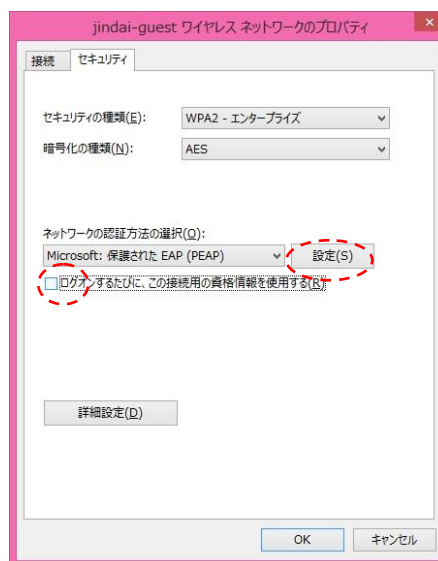 jindai-guest ワイヤレス ネットワークのプロパティ
接続 セキュリティ
セキュリティの種類(E): WPA2 - エンタープライズ
暗号化の種類(N): AES
ネットワークの認証方法の選択(O):
Microsoft: 保護された EAP (PEAP) 設定(S)
ログオンするたびに、この接続用の資格情報を使用する(R)
詳細設定(D)
OK キャンセル